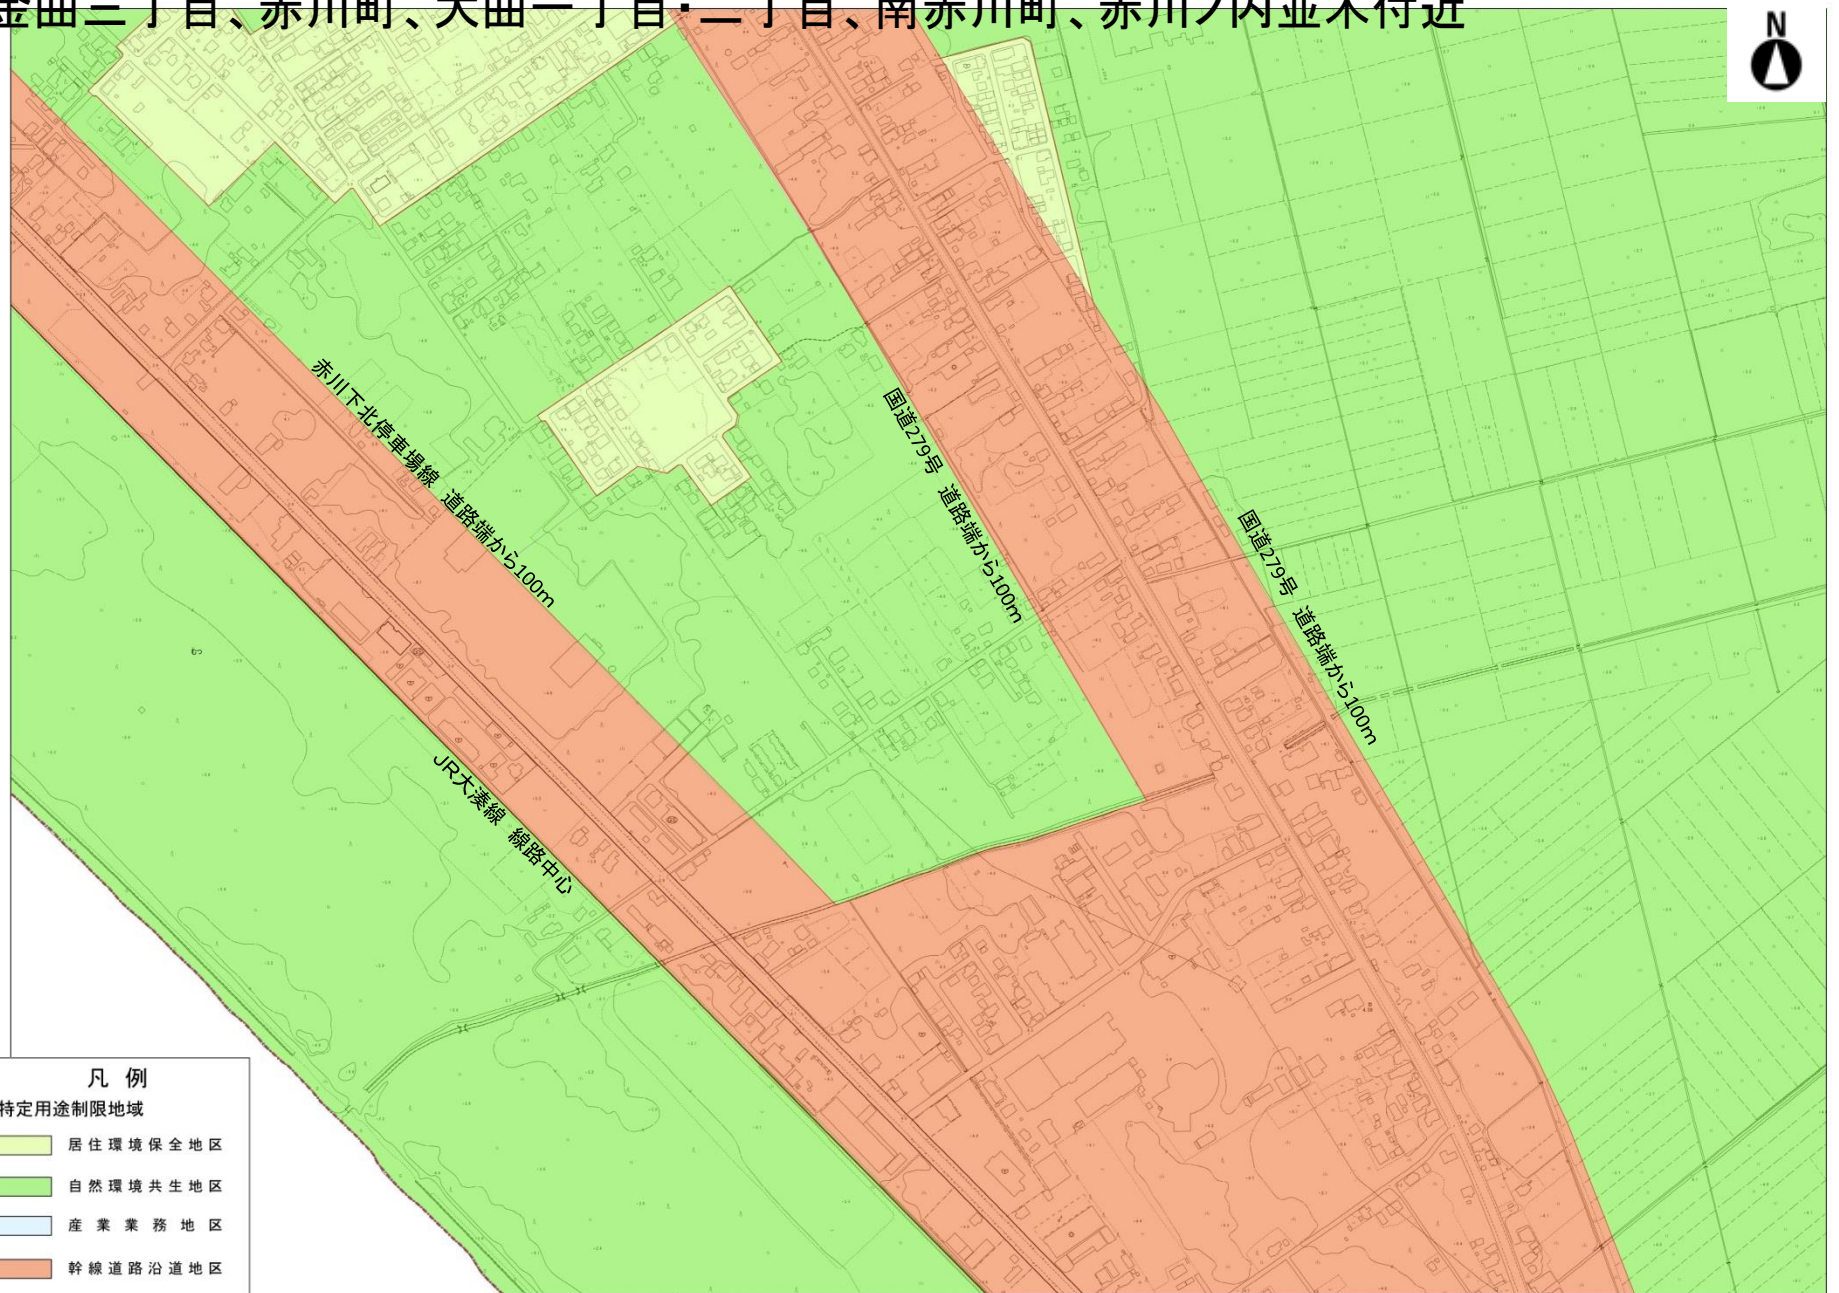 金曲三丁目、赤川町、大曲一丁目・二丁目、南赤川町、赤川ノ内並木付近
N
赤川下北停車場線 道路端から100m
国道279号 道路端から100m
国道279号 道路端から100m
JR大湊線 線路中心
凡 例
特定用途制限地域
居住環境保全地区
自然環境共生地区
産業業務地区
幹線道路沿道地区